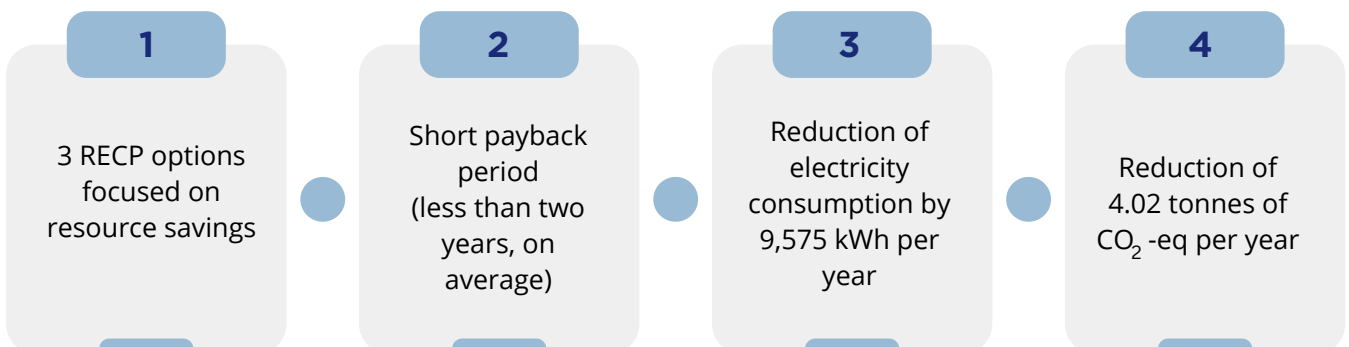 1
3 RECP options
focused on
resource savings
2
Short payback
period
(less than two
years, on
average)
3
Reduction of
electricity
consumption by
9,575 kWh per
year
4
Reduction of
4.02 tonnes of
CO₂ -eq per year